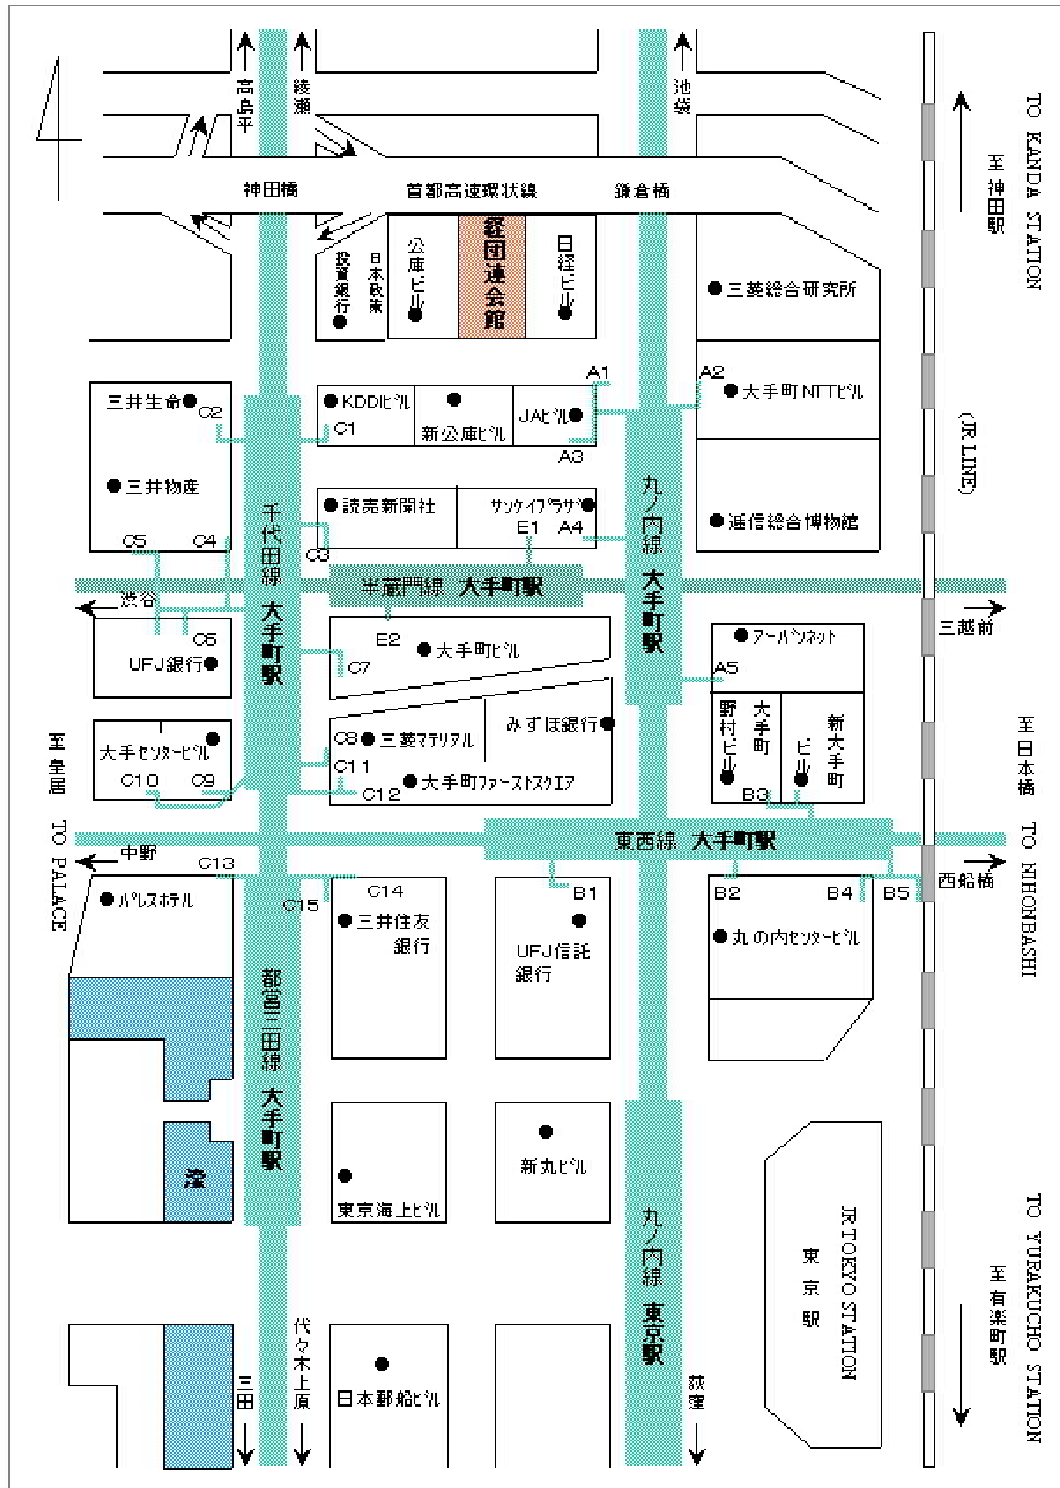 高島平
綾瀬
池袋
TO KANDA STATION
至神田駅
神田橋
首都高速環状線
鎌倉橋
日本政策
投資銀行
公庫ビル
経団連会館
日経ビル
三菱総合研究所
A1
A2
三井生命
C2
KDDIビル
C1
新公庫ビル
JAビル
A3
大手町NTTビル
(JR LINE)
三井物産
読売新聞社
サンケイプラザ
E1
A4
逓信総合博物館
C5
C4
C3
千代田線 大手町駅
丸ノ内線 大手町駅
半蔵門線 大手町駅
渋谷
三越前
C6
UFJ銀行
E2
大手町ビル
C7
アーバンネット
A5
大手町
野村ビル
新大手町
ビル
B3
至皇居
大手センタービル
C10
C9
C8
三菱マテリアル
みずほ銀行
C11
C12
大手町ファーストスクエア
至日本橋
東西線 大手町駅
中野
西船橋
TO PALACE
TO NIHONBASHI
C13
C14
C15
B1
B2
B4
B5
パレスホテル
三井住友
銀行
UFJ信託
銀行
丸の内センタービル
都営三田線 大手町駅
濠
東京海上ビル
新丸ビル
丸ノ内線 東京駅
東京駅
JR TOKYO STATION
至有楽町駅
TO YURAKUCHO STATION
三田
代々木上原
日本郵船ビル
荻窪